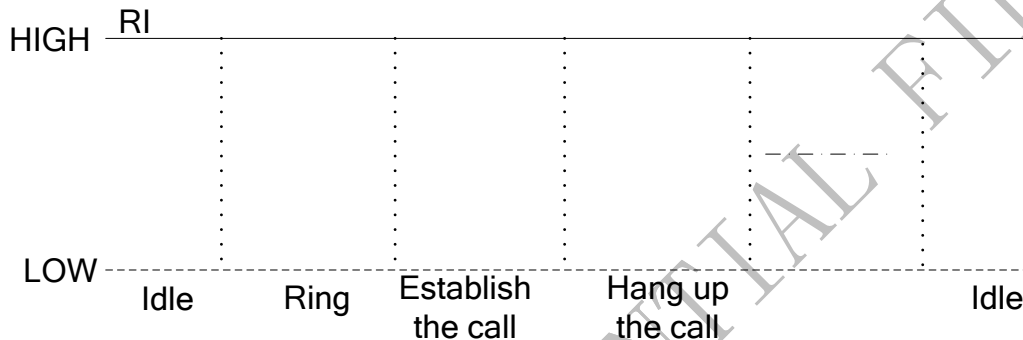 RI
HIGH
LOW
Idle
Ring
Establish
the call
Hang up
the call
Idle